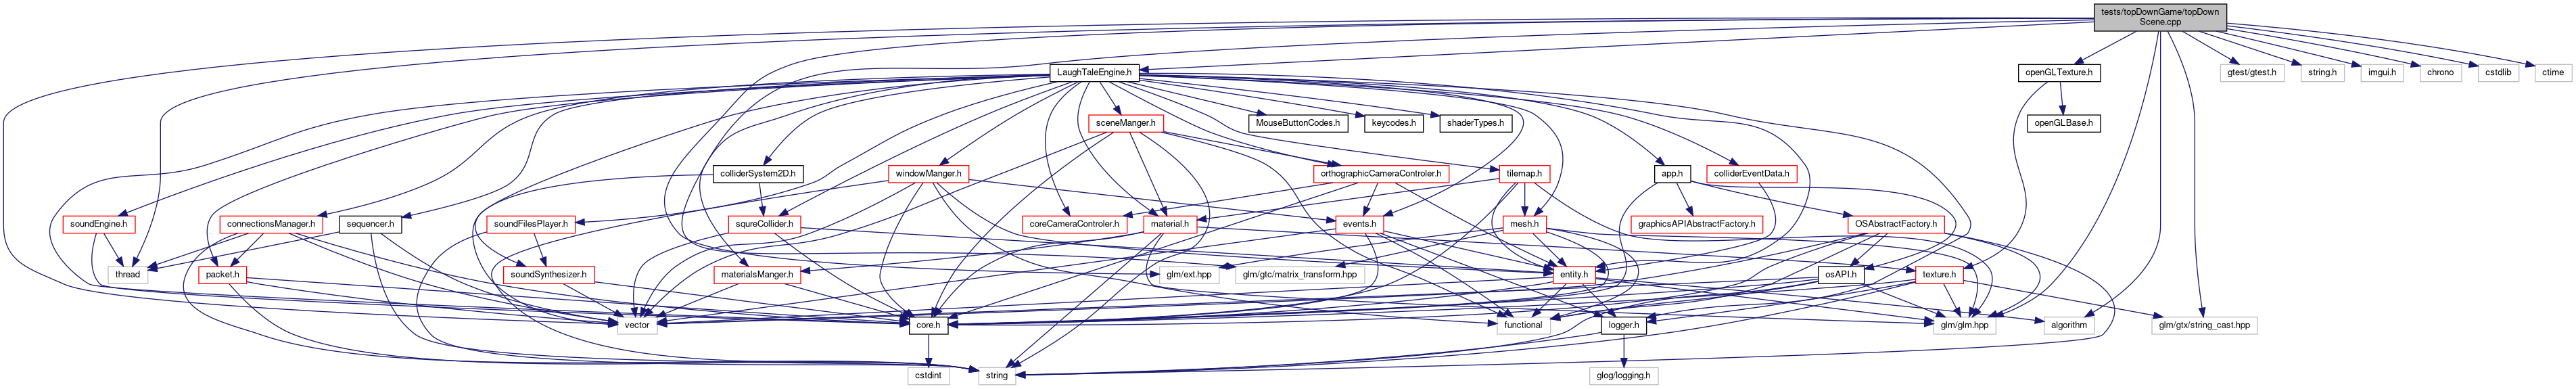 tests/topDownGame/topDown
Scene.cpp
LaughTaleEngine.h
openGLTexture.h
gtest/gtest.h
string.h
imgui.h
chrono
cstdlib
ctime
sceneManger.h
MouseButtonCodes.h
keycodes.h
shaderTypes.h
openGLBase.h
colliderSystem2D.h
windowManger.h
orthographicCameraControler.h
tilemap.h
app.h
colliderEventData.h
soundEngine.h
connectionsManager.h
sequencer.h
soundFilesPlayer.h
squreCollider.h
coreCameraControler.h
material.h
events.h
mesh.h
graphicsAPIAbstractFactory.h
OSAbstractFactory.h
thread
packet.h
soundSynthesizer.h
materialsManger.h
glm/ext.hpp
glm/gtc/matrix_transform.hpp
entity.h
osAPI.h
texture.h
vector
core.h
functional
logger.h
glm/glm.hpp
algorithm
glm/gtx/string_cast.hpp
cstdint
string
glog/logging.h